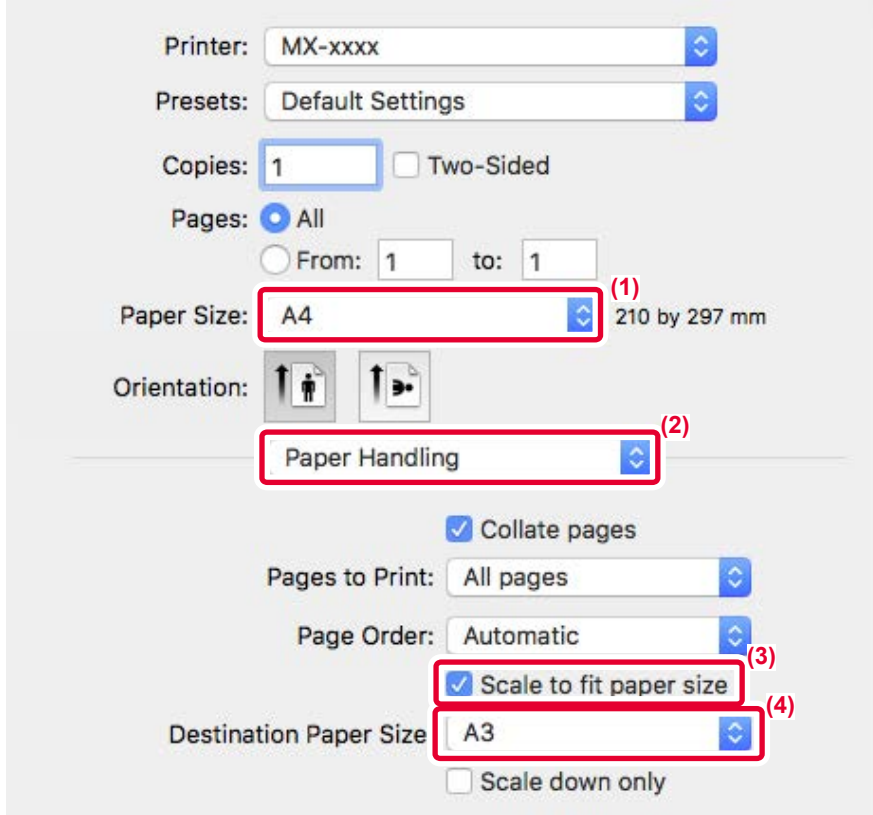 Printer: MX-xxxx
Presets: Default Settings
Copies: 1 Two-Sided
Pages: All
From: 1 to: 1
(1)
Paper Size: A4 210 by 297 mm
Orientation:
(2)
Paper Handling
Collate pages
Pages to Print: All pages
Page Order: Automatic
(3)
Scale to fit paper size
(4)
Destination Paper Size A3
Scale down only